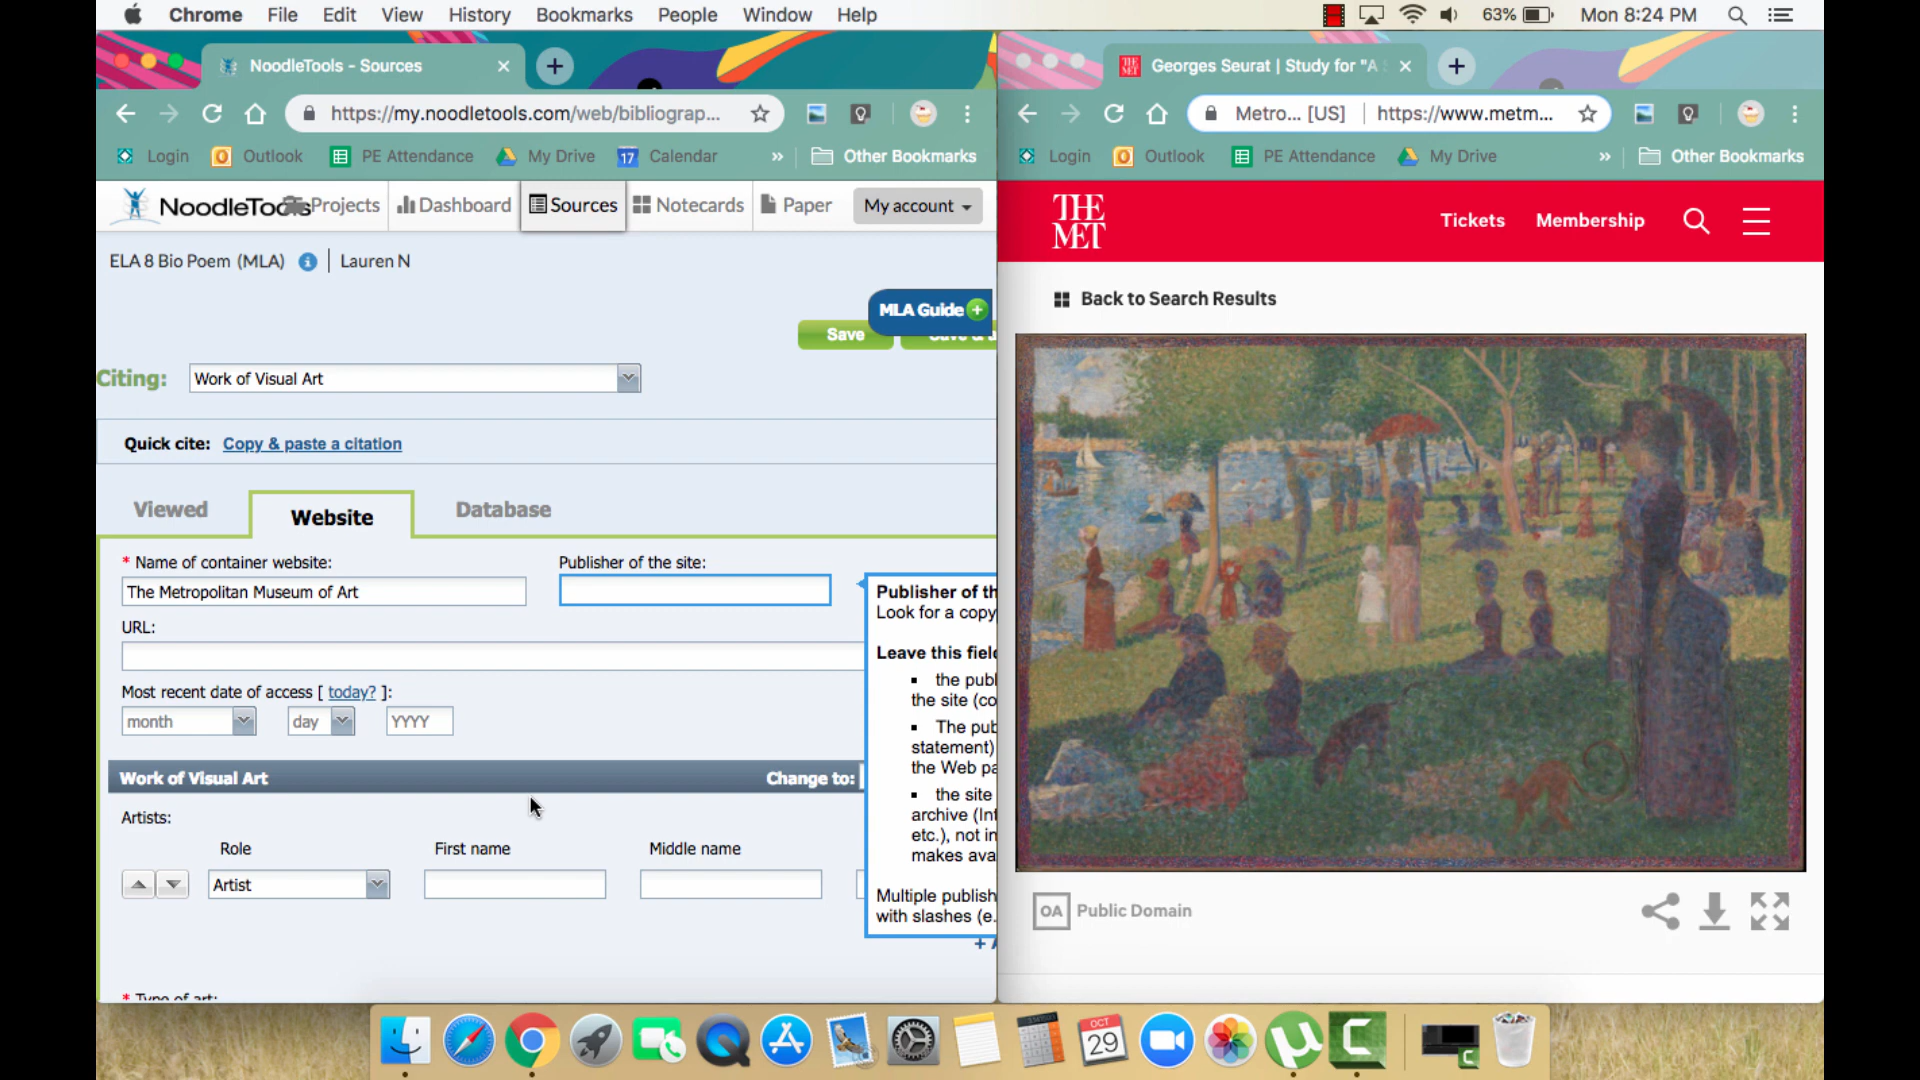 Chrome File Edit View History Bookmarks People Window Help 63% Mon 8:24 PM
NoodleTools - Sources
Georges Seurat | Study for "A
https://my.noodletools.com/web/bibliograp...
Metro... [US] https://www.metm...
Login Outlook PE Attendance My Drive 17 Calendar » Other Bookmarks
Login Outlook PE Attendance My Drive » Other Bookmarks
NoodleTools Projects Dashboard Sources Notecards Paper My account
ELA 8 Bio Poem (MLA) Lauren N
MLA Guide
Save
Citing: Work of Visual Art
Quick cite: Copy & paste a citation
Viewed Website Database
* Name of container website: Publisher of the site:
The Metropolitan Museum of Art
URL:
Most recent date of access [ today? ]:
month day YYYY
Work of Visual Art Change to:
Artists:
Role First name Middle name
Artist
* Type of art:
Publisher of th
Look for a copy
Leave this field
the publ
the site (co
The pub
statement)
the Web pa
the site
archive (Int
etc.), not in
makes ava
Multiple publish
with slashes (e.
+ A
THE MET
Tickets Membership
Back to Search Results
OA Public Domain
OCT
29